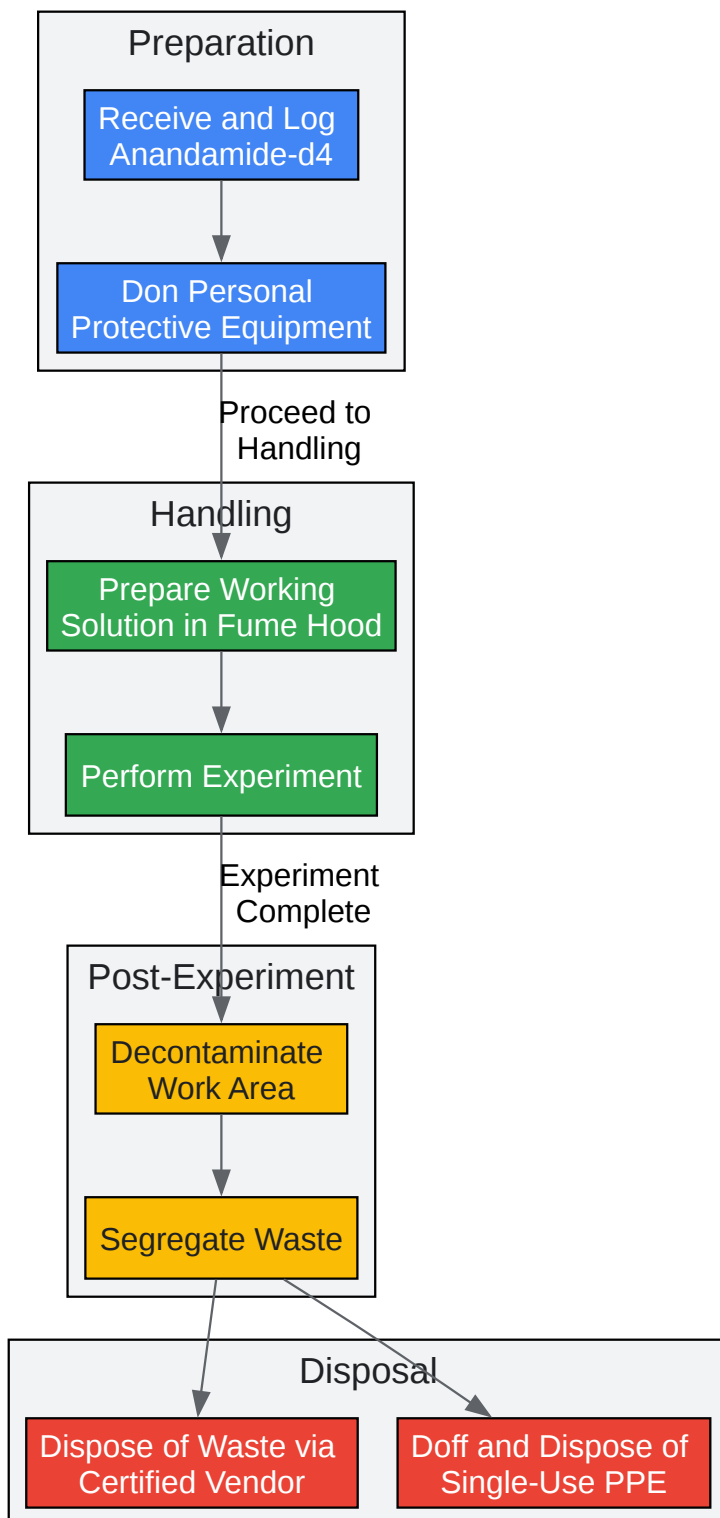 Preparation
Receive and Log
Anandamide-d4
Don Personal
Protective Equipment
Proceed to
Handling
Handling
Prepare Working
Solution in Fume Hood
Perform Experiment
Experiment
Complete
Post-Experiment
Decontaminate
Work Area
Segregate Waste
Disposal
Dispose of Waste via
Certified Vendor
Doff and Dispose of
Single-Use PPE